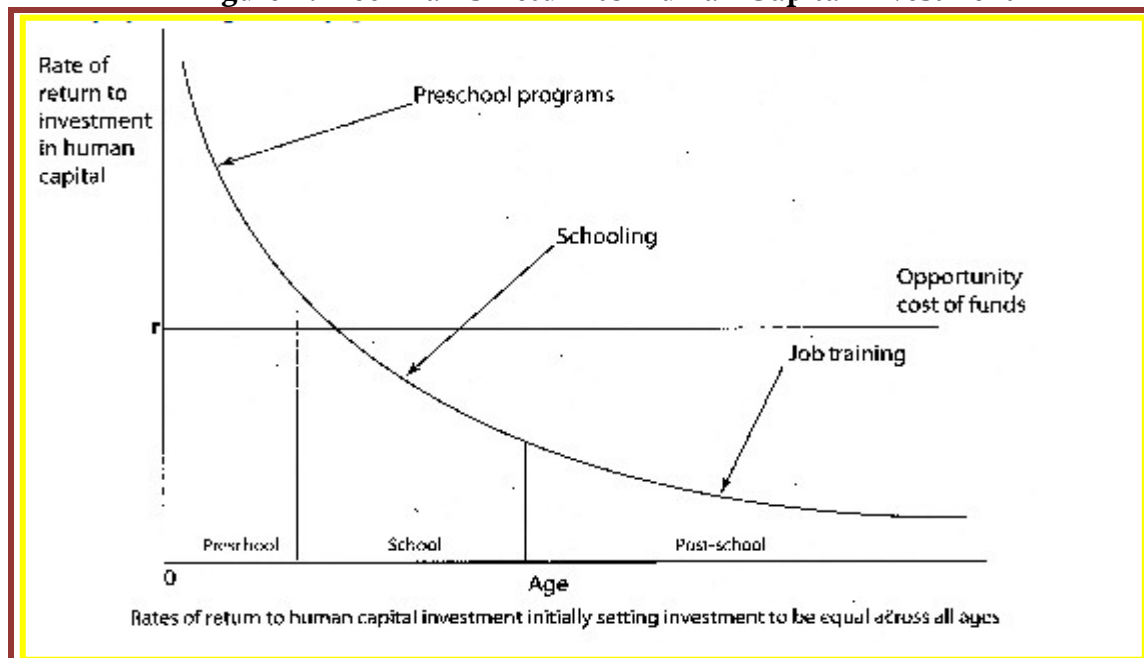 Rate of
return to
investment
in human
capital
Preschool programs
Schooling
Opportunity
cost of funds
r
Job training
Preschool
School
Post-school
0
Age
Rates of return to human capital investment initially setting investment to be equal across all ages